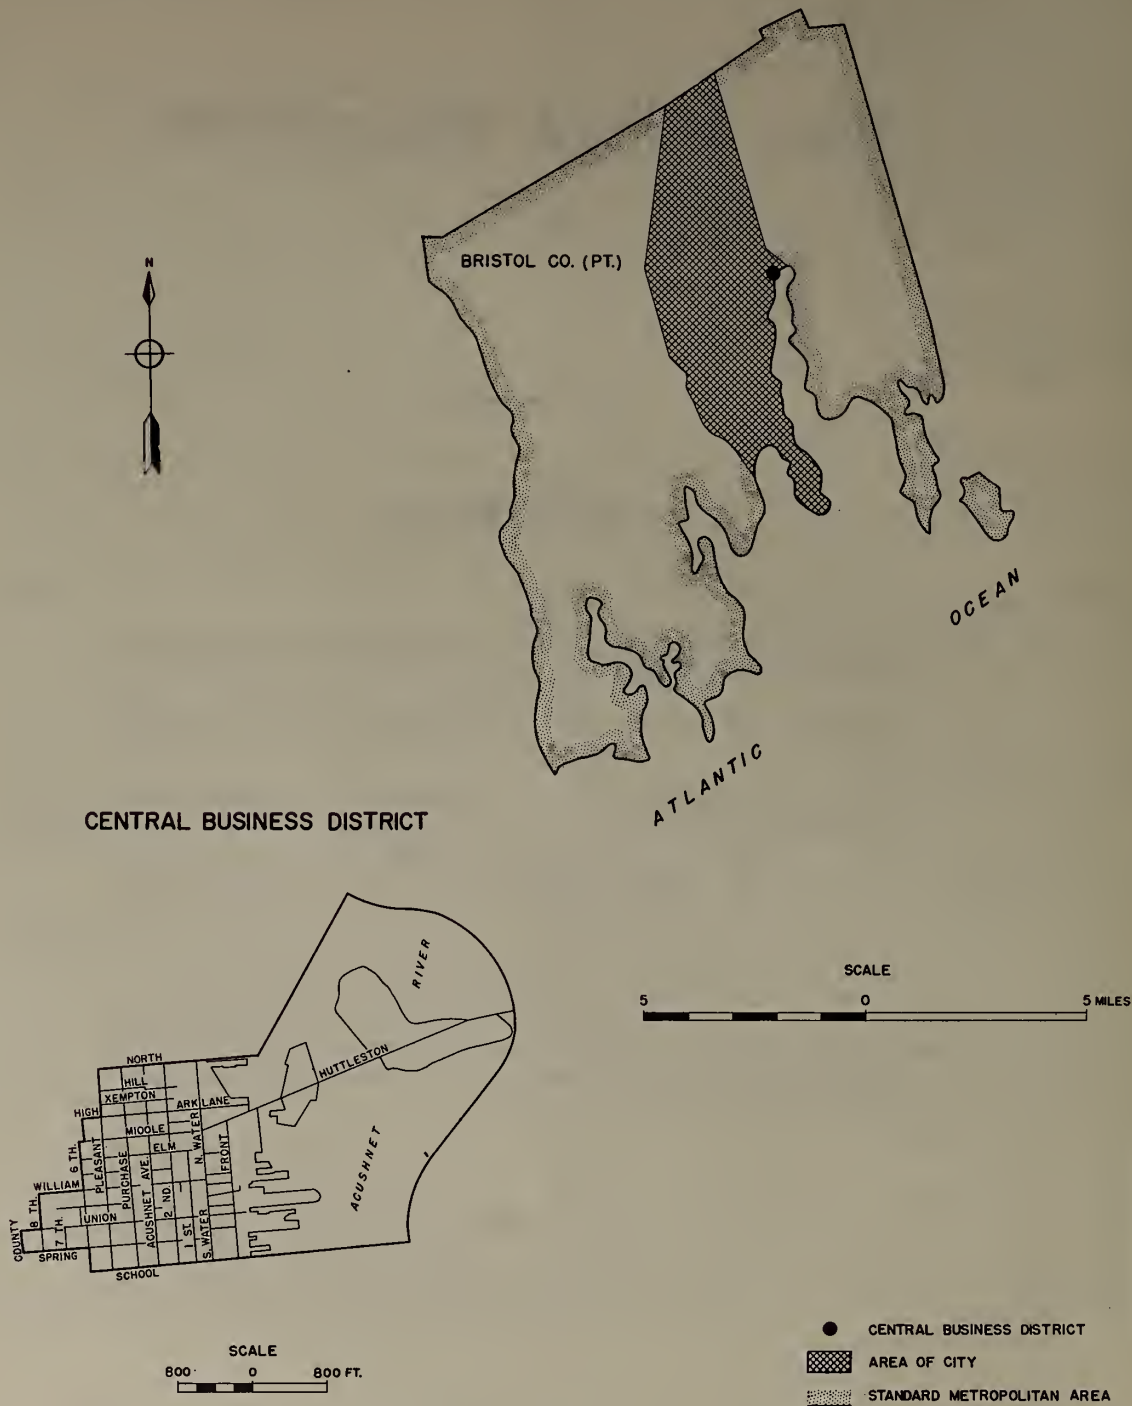 N
BRISTOL CO. (PT.)
OCEAN
ATLANTIC
CENTRAL BUSINESS DISTRICT
RIVER
SCALE
5 0 5 MILES
HUTTLESTON
NORTH
HILL
XEMPTON
ARK LANE
HIGH
MIDDLE
ELM
N. WATER
FRONT
6 TH.
PLEASANT
PURCHASE
ACUSHNET AVE.
2 ND.
WILLIAM
8 TH.
UNION
7 TH.
1 ST.
S. WATER
COUNTY
SPRING
SCHOOL
ACUSHNET
SCALE
800 0 800 FT.
CENTRAL BUSINESS DISTRICT
AREA OF CITY
STANDARD METROPOLITAN AREA